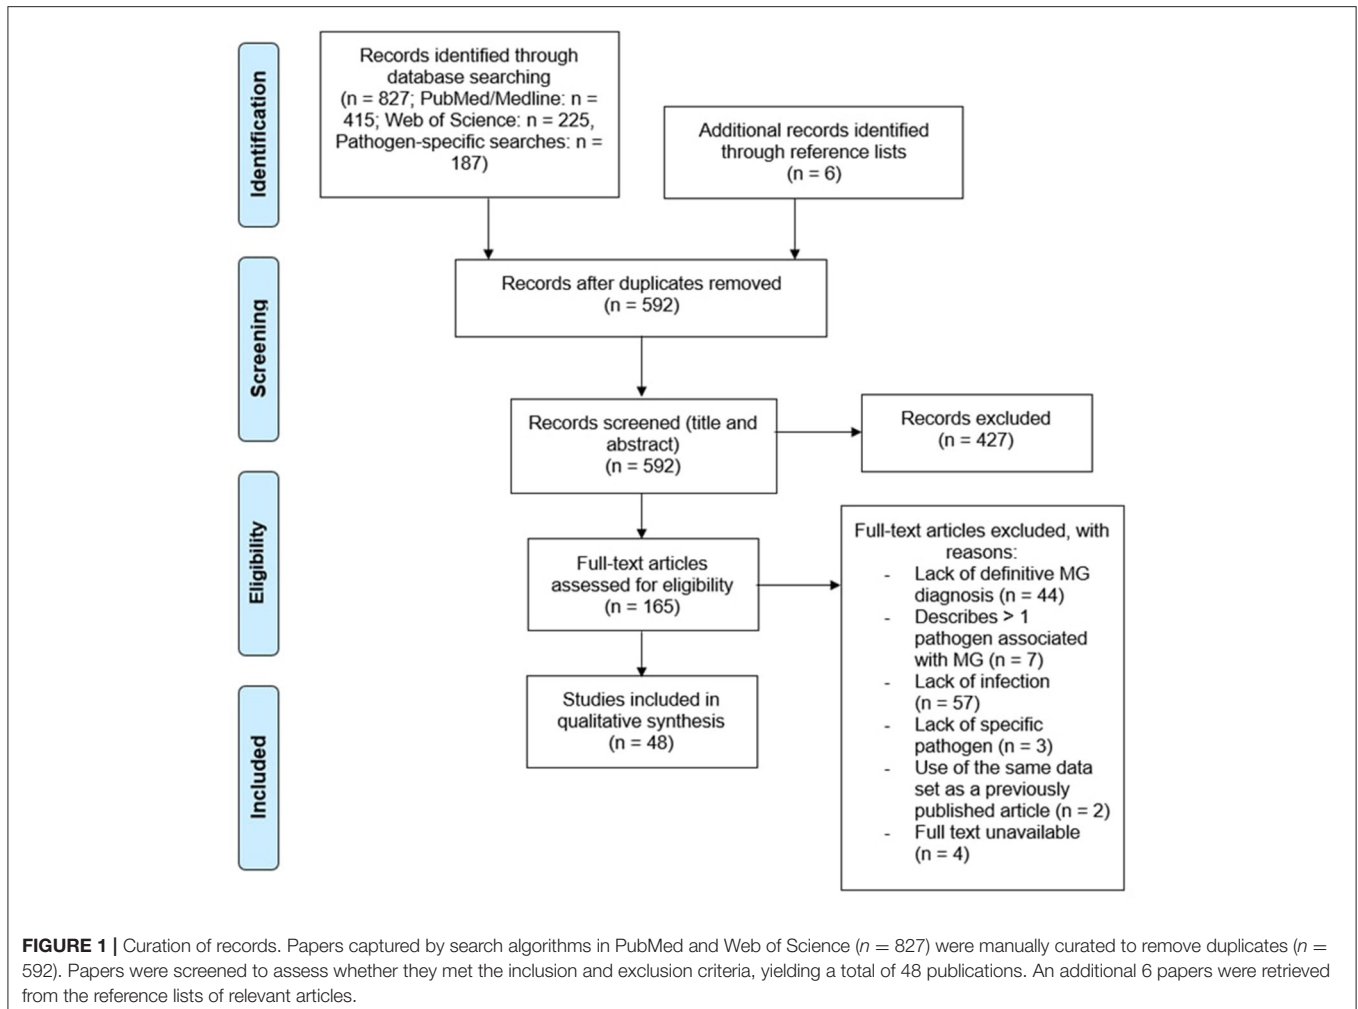 Identification
Records identified through
database searching
(n = 827; PubMed/Medline: n =
415; Web of Science: n = 225,
Pathogen-specific searches: n =
187)
Additional records identified
through reference lists
(n = 6)
Screening
Records after duplicates removed
(n = 592)
Records screened (title and
abstract)
(n = 592)
Records excluded
(n = 427)
Eligibility
Full-text articles
assessed for eligibility
(n = 165)
Full-text articles excluded, with
reasons:
- Lack of definitive MG
diagnosis (n = 44)
- Describes > 1
pathogen associated
with MG (n = 7)
- Lack of infection
(n = 57)
- Lack of specific
pathogen (n = 3)
- Use of the same data
set as a previously
published article (n = 2)
- Full text unavailable
(n = 4)
Included
Studies included in
qualitative synthesis
(n = 48)
FIGURE 1 | Curation of records. Papers captured by search algorithms in PubMed and Web of Science (n = 827) were manually curated to remove duplicates (n =
592). Papers were screened to assess whether they met the inclusion and exclusion criteria, yielding a total of 48 publications. An additional 6 papers were retrieved
from the reference lists of relevant articles.